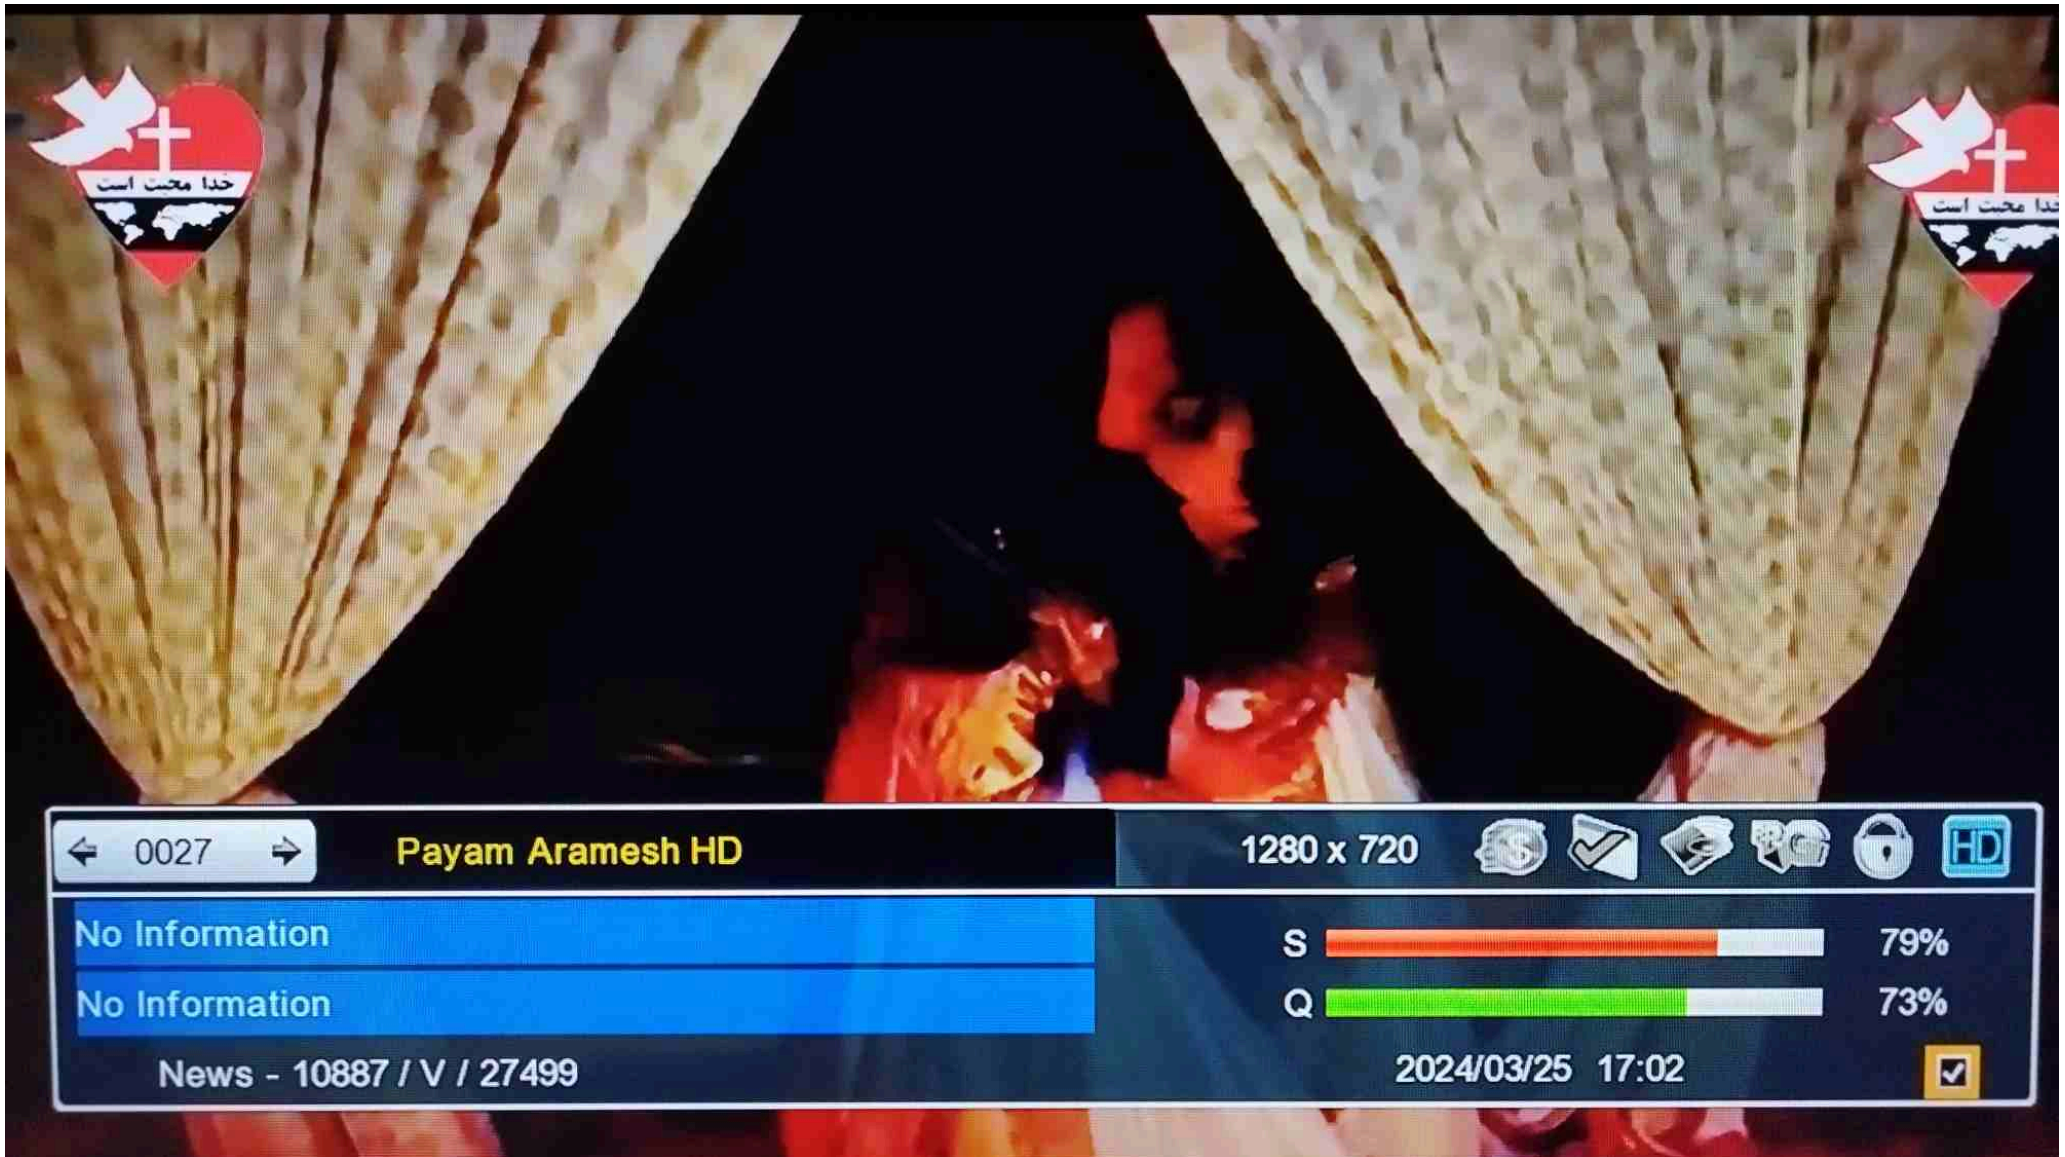 خدا محبت است
خدا محبت است
0027
Payam Aramesh HD
1280 x 720
HD
No Information
S 79%
No Information
Q 73%
News - 10887 / V / 27499
2024/03/25 17:02